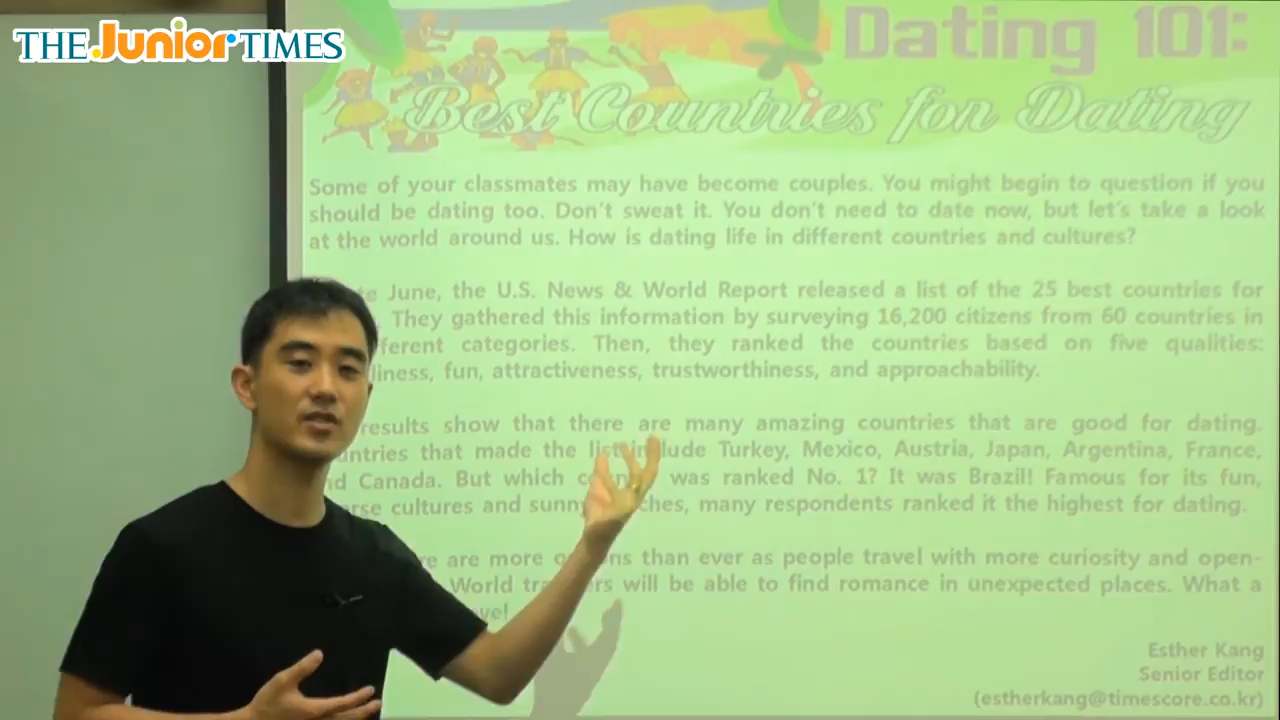 THE Junior TIMES
Dating 101:
Best Countries for Dating
Some of your classmates may have become couples. You might begin to question if you
should be dating too. Don't sweat it. You don't need to date now, but let's take a look
at the world around us. How is dating life in different countries and cultures?
June, the U.S. News & World Report released a list of the 25 best countries for
They gathered this information by surveying 16,200 citizens from 60 countries in
categories. Then, they ranked the countries based on five qualities:
fun, attractiveness, trustworthiness, and approachability.
results show that there are many amazing countries that are good for dating.
that made the list include Turkey, Mexico, Austria, Japan, Argentina, France,
Canada. But which was ranked No. 1? It was Brazil! Famous for its fun,
cultures and sunny many respondents ranked it the highest for dating.
are more than ever as people travel with more curiosity and open-
World will be able to find romance in unexpected places. What a
Esther Kang
Senior Editor
(estherkang@timescore.co.kr)